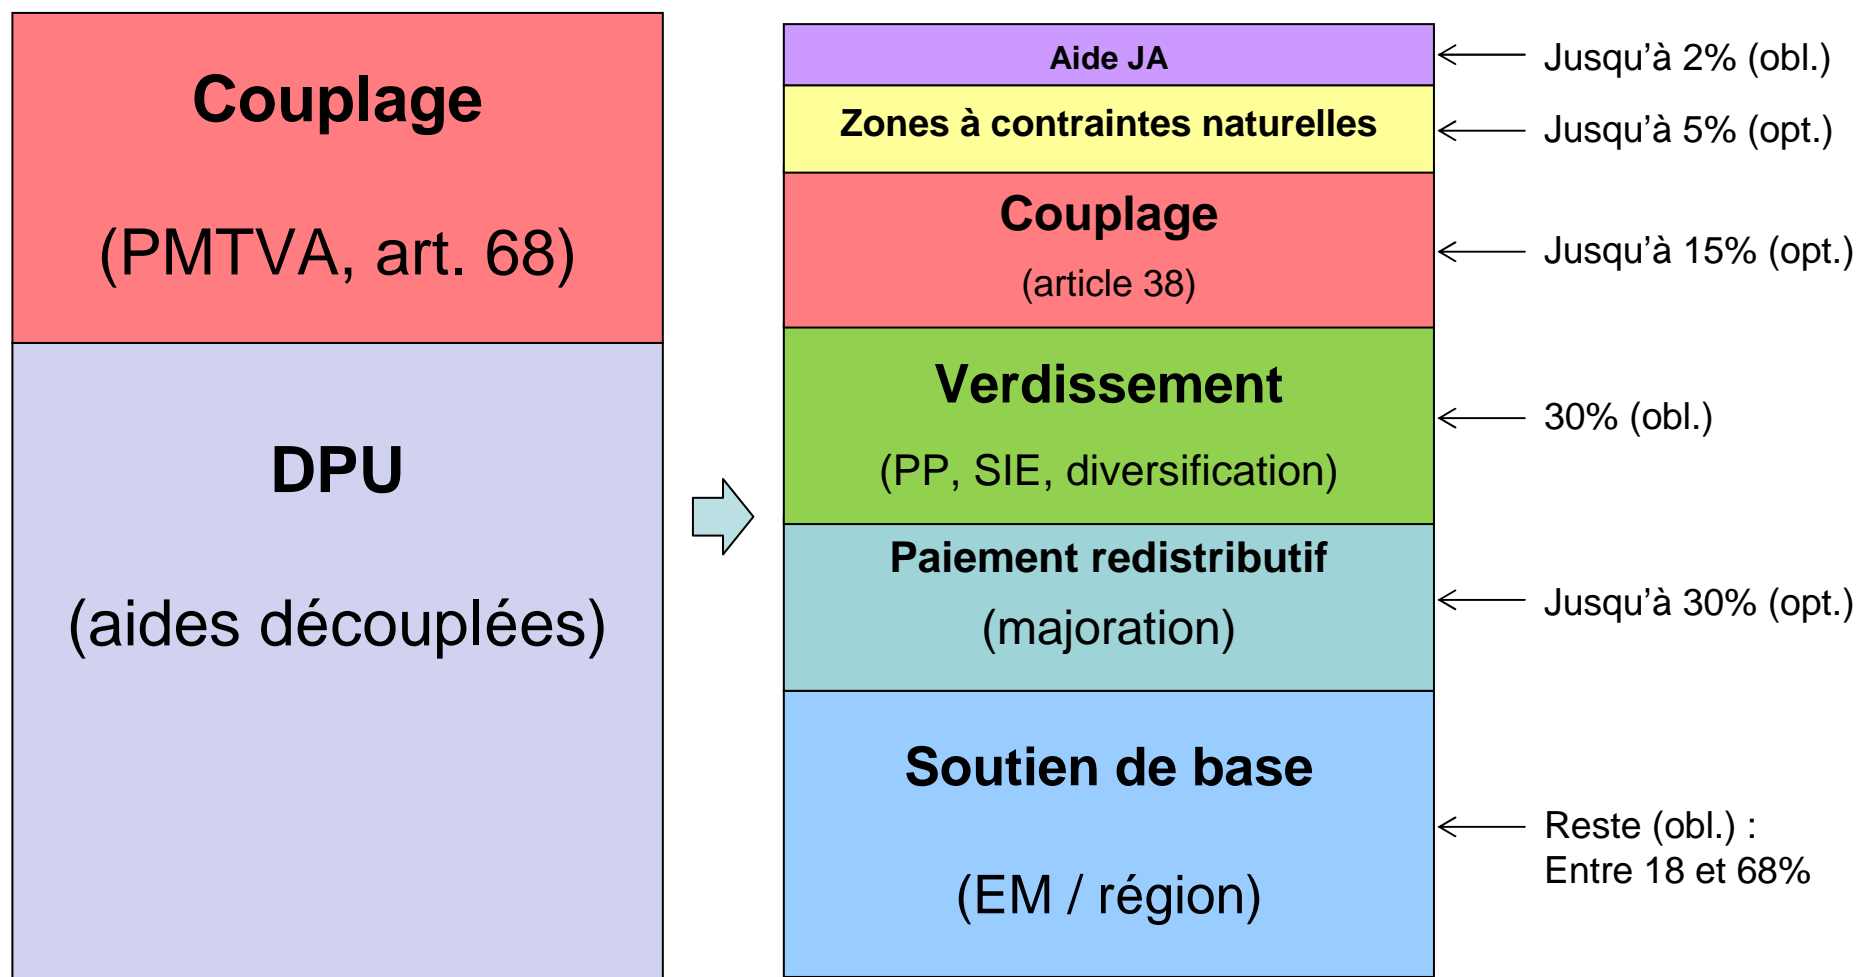 Couplage
(PMTVA, art. 68)
DPU
(aides découplées)
Aide JA
Jusqu’à 2% (obl.)
Zones à contraintes naturelles
Jusqu’à 5% (opt.)
Couplage
(article 38)
Jusqu’à 15% (opt.)
Verdissement
(PP, SIE, diversification)
30% (obl.)
Paiement redistributif
(majoration)
Jusqu’à 30% (opt.)
Soutien de base
(EM / région)
Reste (obl.) :
Entre 18 et 68%